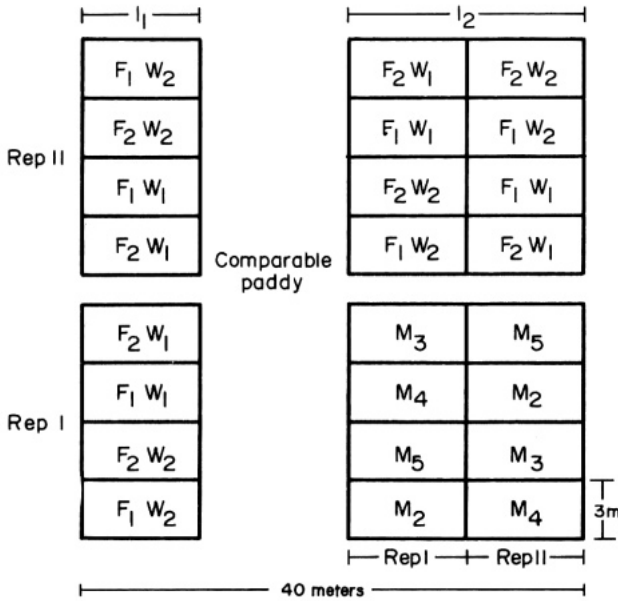 I₁ I₂
F₁ W₂ F₂ W₁ F₂ W₂
F₂ W₂ F₁ W₁ F₁ W₂
Rep II
F₁ W₁ F₂ W₂ F₁ W₁
F₂ W₁ F₁ W₂ F₂ W₁
Comparable
paddy
F₂ W₁ M₃ M₅
F₁ W₁ M₄ M₂
Rep I
F₂ W₂ M₅ M₃
F₁ W₂ M₂ M₄ 3m
Rep I Rep II
40 meters